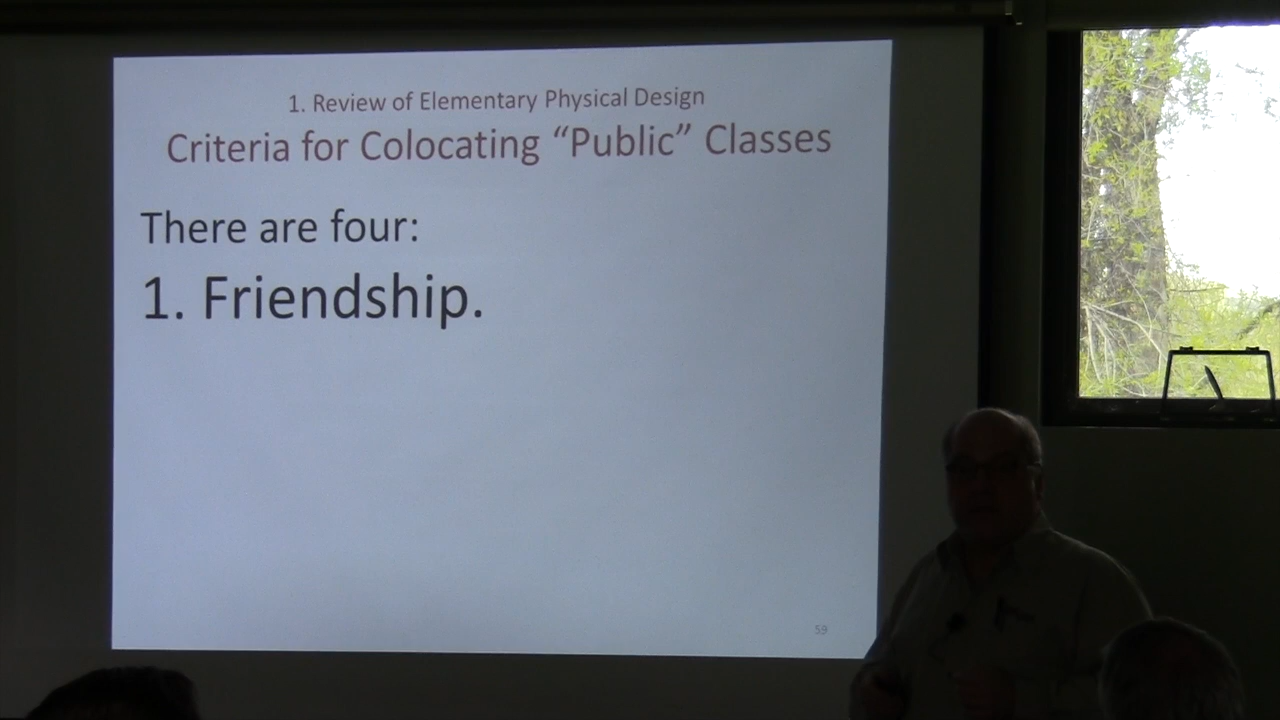 1. Review of Elementary Physical Design
Criteria for Colocating “Public” Classes
There are four:
1. Friendship.
59